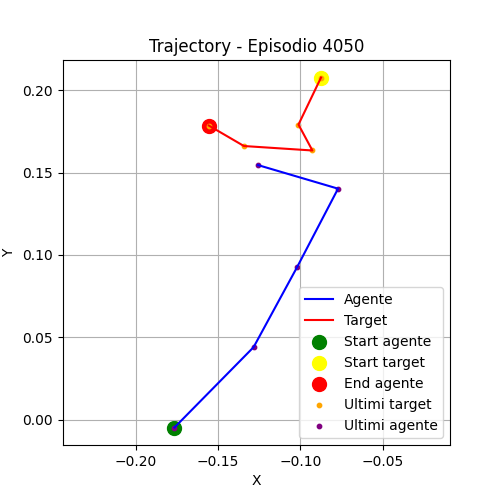 Trajectory - Episodio 4050
0.20
0.15
0.10
0.05
0.00
Y
−0.20
−0.15
−0.10
−0.05
X
Agente
Target
Start agente
Start target
End agente
Ultimi target
Ultimi agente